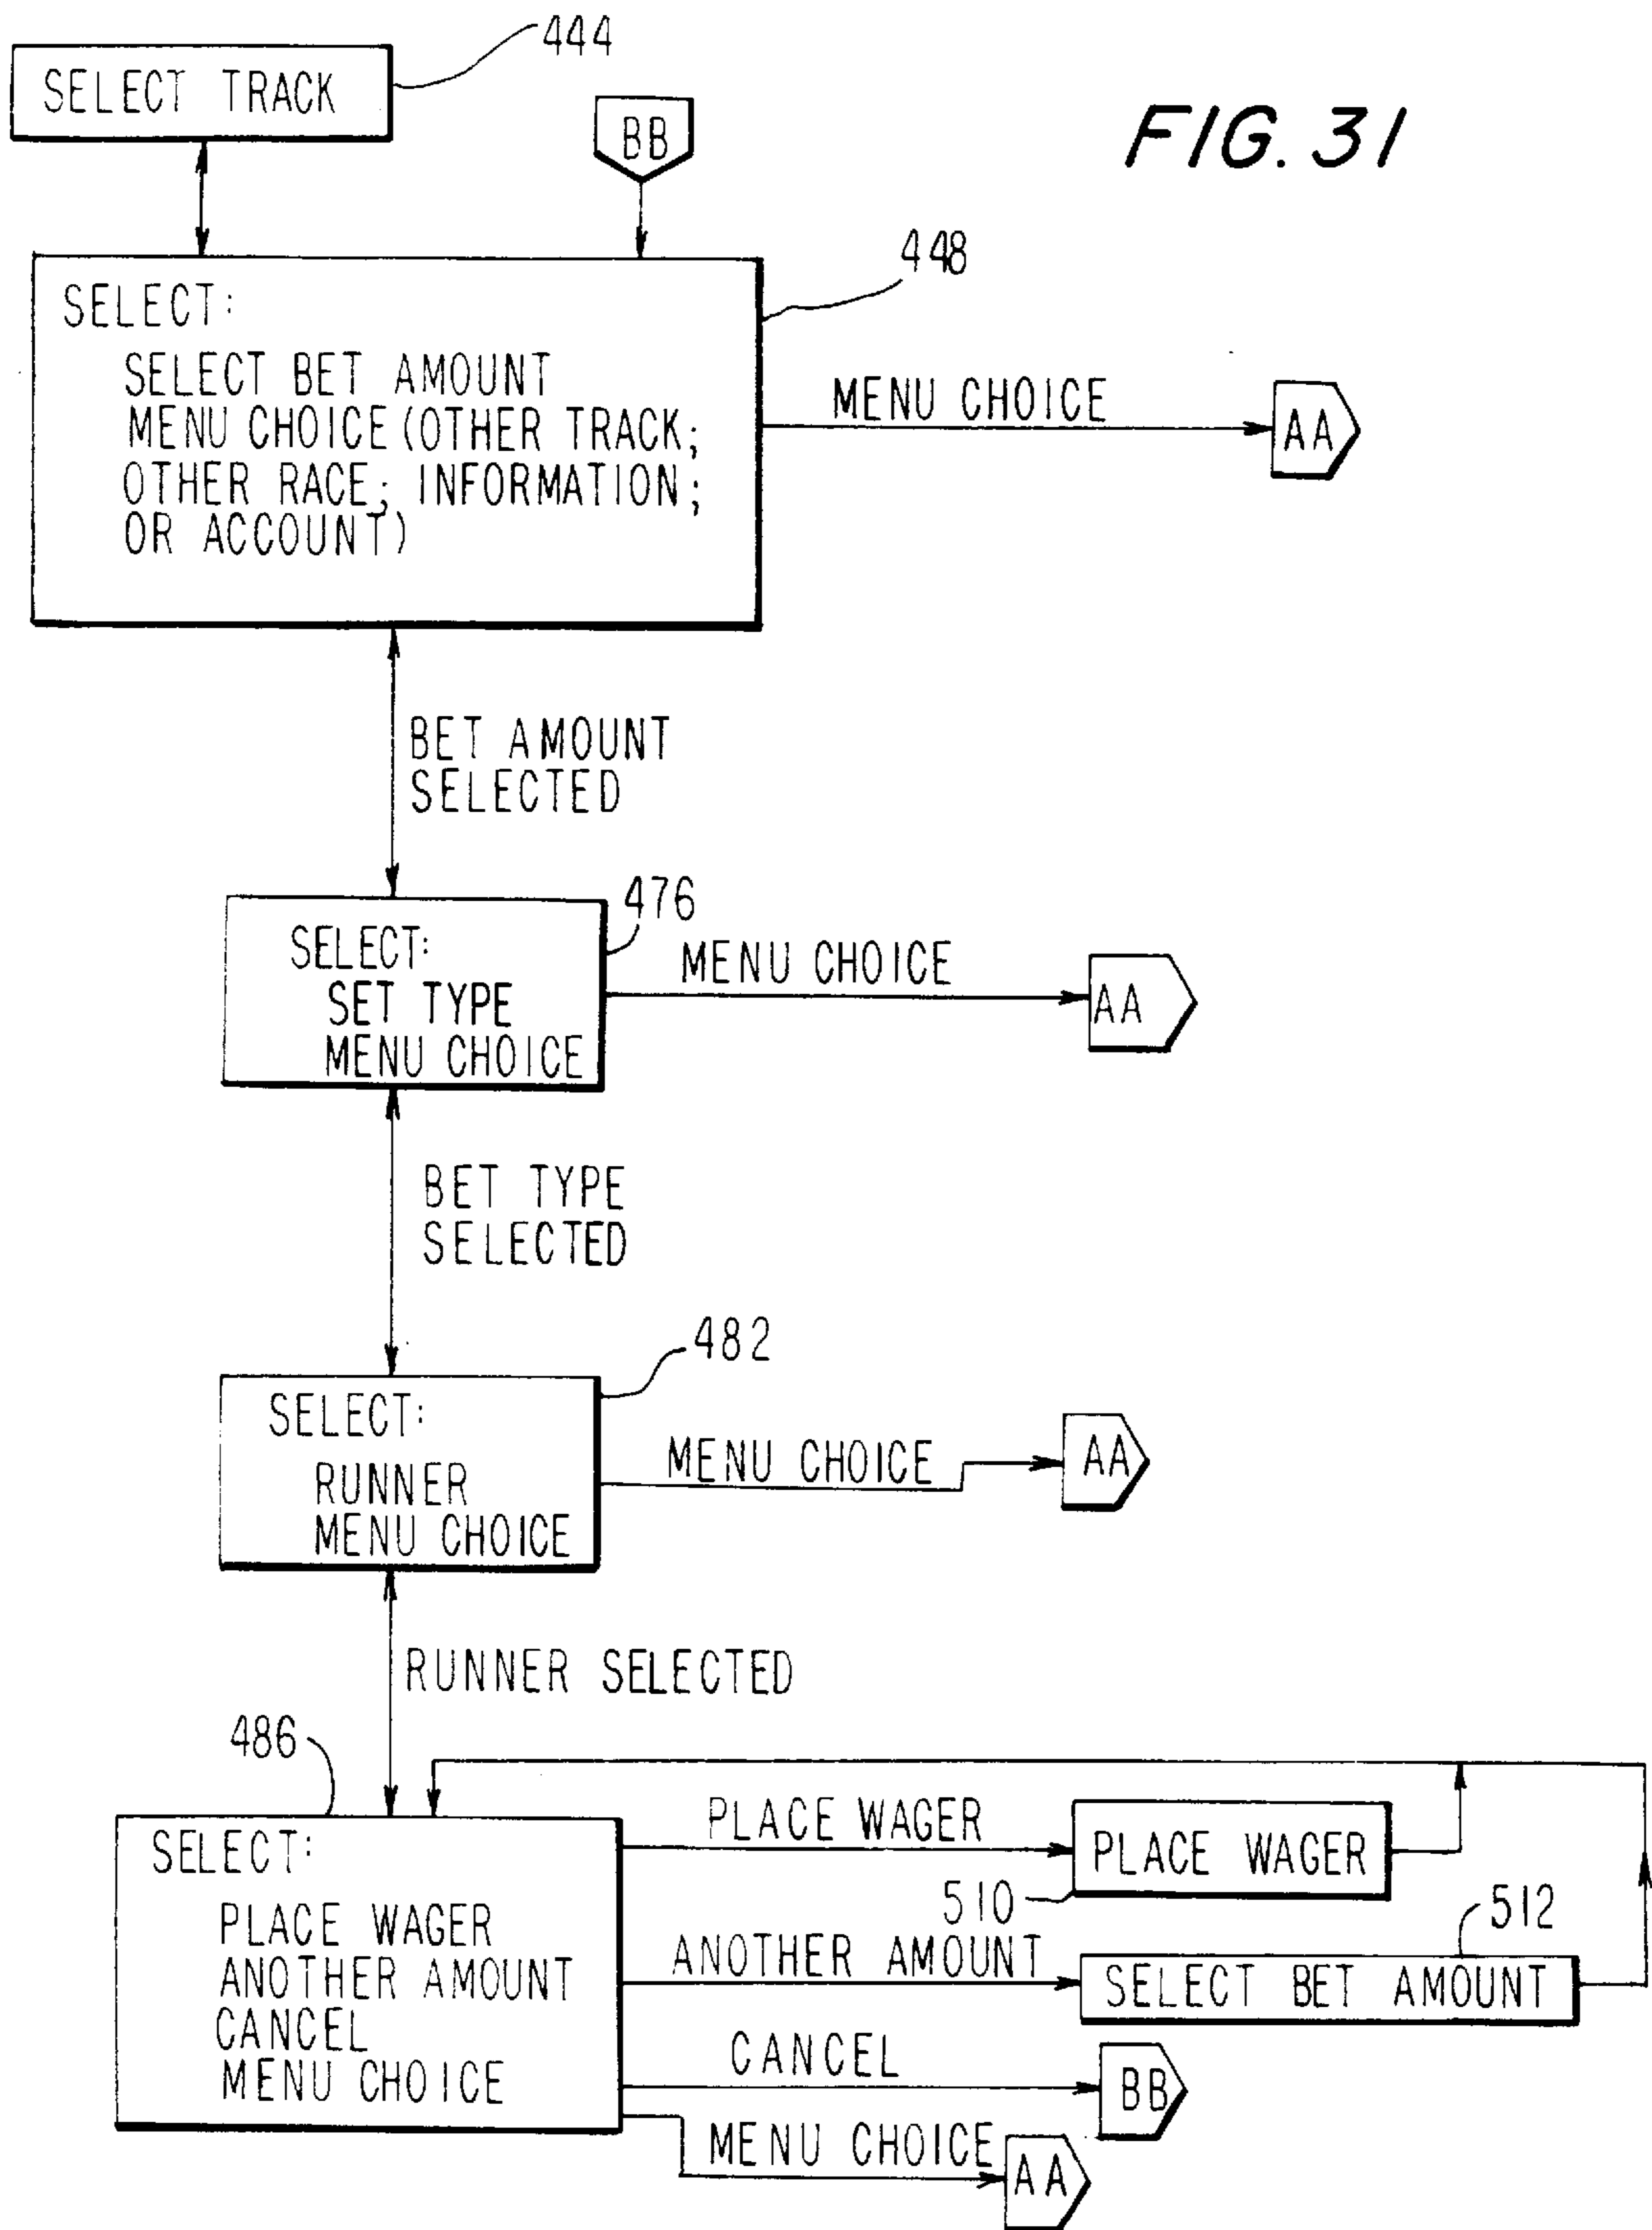 444
SELECT TRACK
BB
FIG. 31
448
SELECT:
SELECT BET AMOUNT
MENU CHOICE (OTHER TRACK;
OTHER RACE; INFORMATION;
OR ACCOUNT)
MENU CHOICE
AA
BET AMOUNT
SELECTED
476
SELECT:
SET TYPE
MENU CHOICE
MENU CHOICE
AA
BET TYPE
SELECTED
482
SELECT:
RUNNER
MENU CHOICE
MENU CHOICE
AA
RUNNER SELECTED
486
SELECT:
PLACE WAGER
ANOTHER AMOUNT
CANCEL
MENU CHOICE
PLACE WAGER
PLACE WAGER
510
512
ANOTHER AMOUNT
SELECT BET AMOUNT
CANCEL
BB
MENU CHOICE
AA